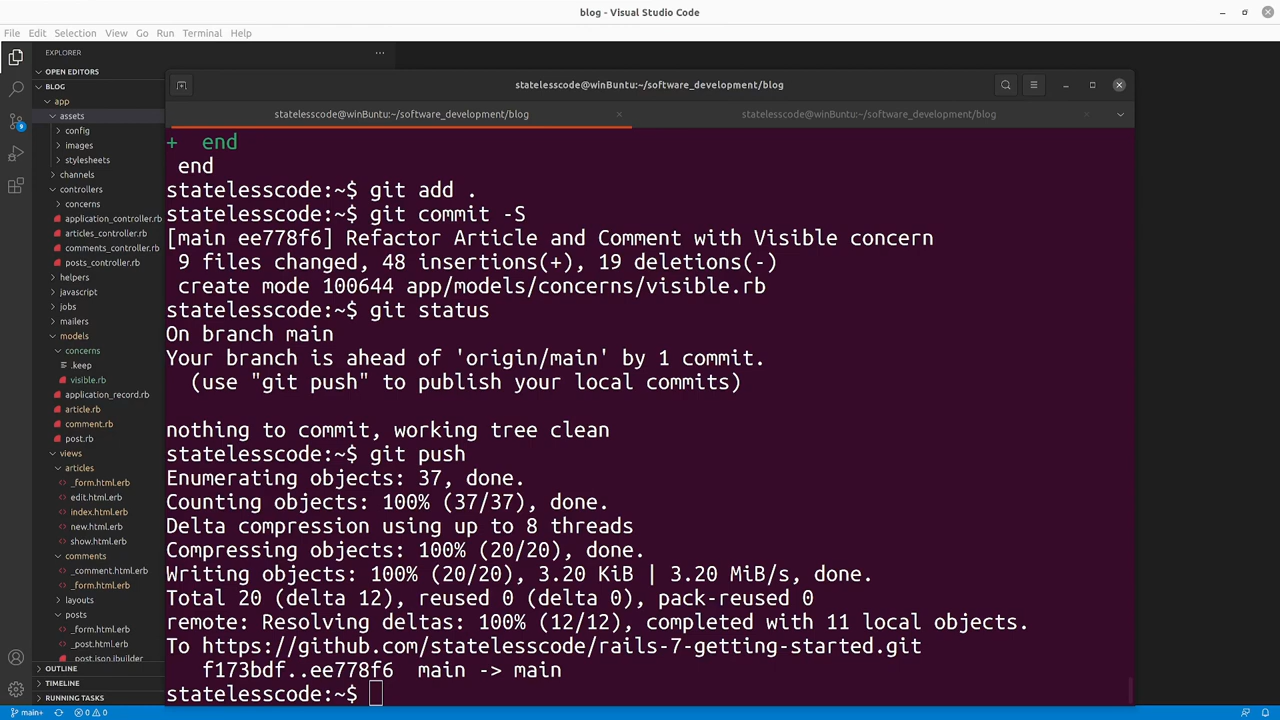 blog - Visual Studio Code
File Edit Selection View Go Run Terminal Help
EXPLORER
OPEN EDITORS
BLOG
app
assets
config
images
stylesheets
channels
controllers
concerns
application_controller.rb
articles_controller.rb
comments_controller.rb
posts_controller.rb
helpers
javascript
jobs
mailers
models
concerns
.keep
visible.rb
application_record.rb
article.rb
comment.rb
post.rb
views
articles
_form.html.erb
edit.html.erb
index.html.erb
new.html.erb
show.html.erb
comments
_comment.html.erb
_form.html.erb
layouts
posts
_form.html.erb
_post.html.erb
_post.json.jbuilder
OUTLINE
TIMELINE
RUNNING TASKS
main+ 0 0
statelesscode@winBuntu:~/software_development/blog
statelesscode@winBuntu:~/software_development/blog statelesscode@winBuntu:~/software_development/blog
+  end
 end
statelesscode:~$ git add .
statelesscode:~$ git commit -S
[main ee778f6] Refactor Article and Comment with Visible concern
 9 files changed, 48 insertions(+), 19 deletions(-)
 create mode 100644 app/models/concerns/visible.rb
statelesscode:~$ git status
On branch main
Your branch is ahead of 'origin/main' by 1 commit.
  (use "git push" to publish your local commits)
nothing to commit, working tree clean
statelesscode:~$ git push
Enumerating objects: 37, done.
Counting objects: 100% (37/37), done.
Delta compression using up to 8 threads
Compressing objects: 100% (20/20), done.
Writing objects: 100% (20/20), 3.20 KiB | 3.20 MiB/s, done.
Total 20 (delta 12), reused 0 (delta 0), pack-reused 0
remote: Resolving deltas: 100% (12/12), completed with 11 local objects.
To https://github.com/statelesscode/rails-7-getting-started.git
   f173bdf..ee778f6  main -> main
statelesscode:~$